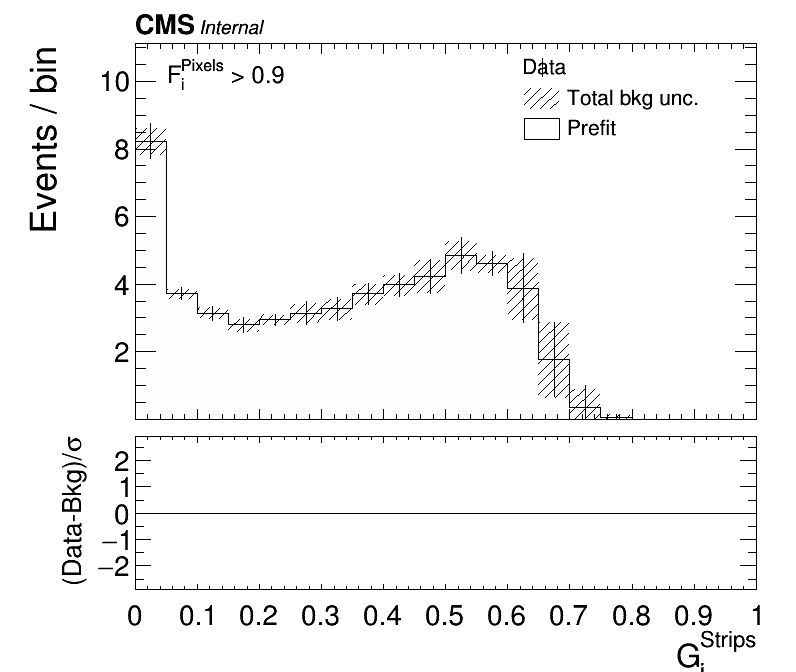 CMS Internal
F_i^Pixels > 0.9
Data
Total bkg unc.
Prefit
Events / bin
10
8
6
4
2
(Data-Bkg)/σ
2
1
0
−1
−2
0 0.1 0.2 0.3 0.4 0.5 0.6 0.7 0.8 0.9 1
G_i^Strips